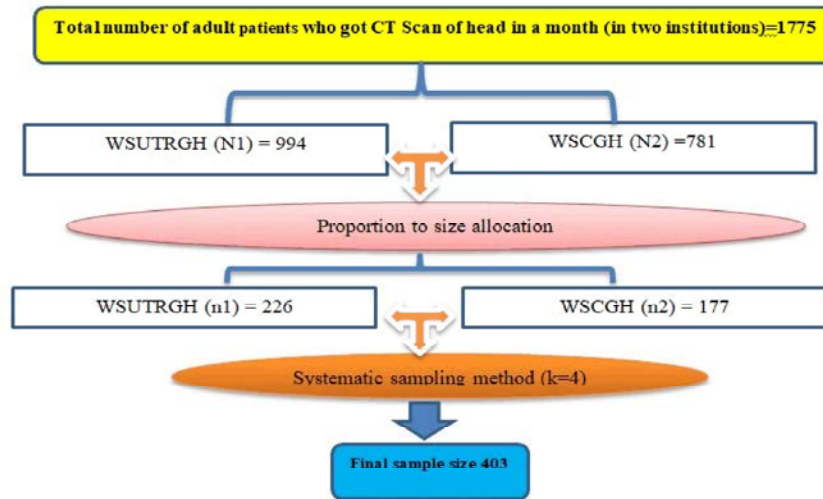 Total number of adult patients who got CT Scan of head in a month (in two institutions)=1775
WSUTRGH (N1) = 994
WSCGH (N2) =781
Proportion to size allocation
WSUTRGH (n1) = 226
WSCGH (n2) = 177
Systematic sampling method (k=4)
Final sample size 403